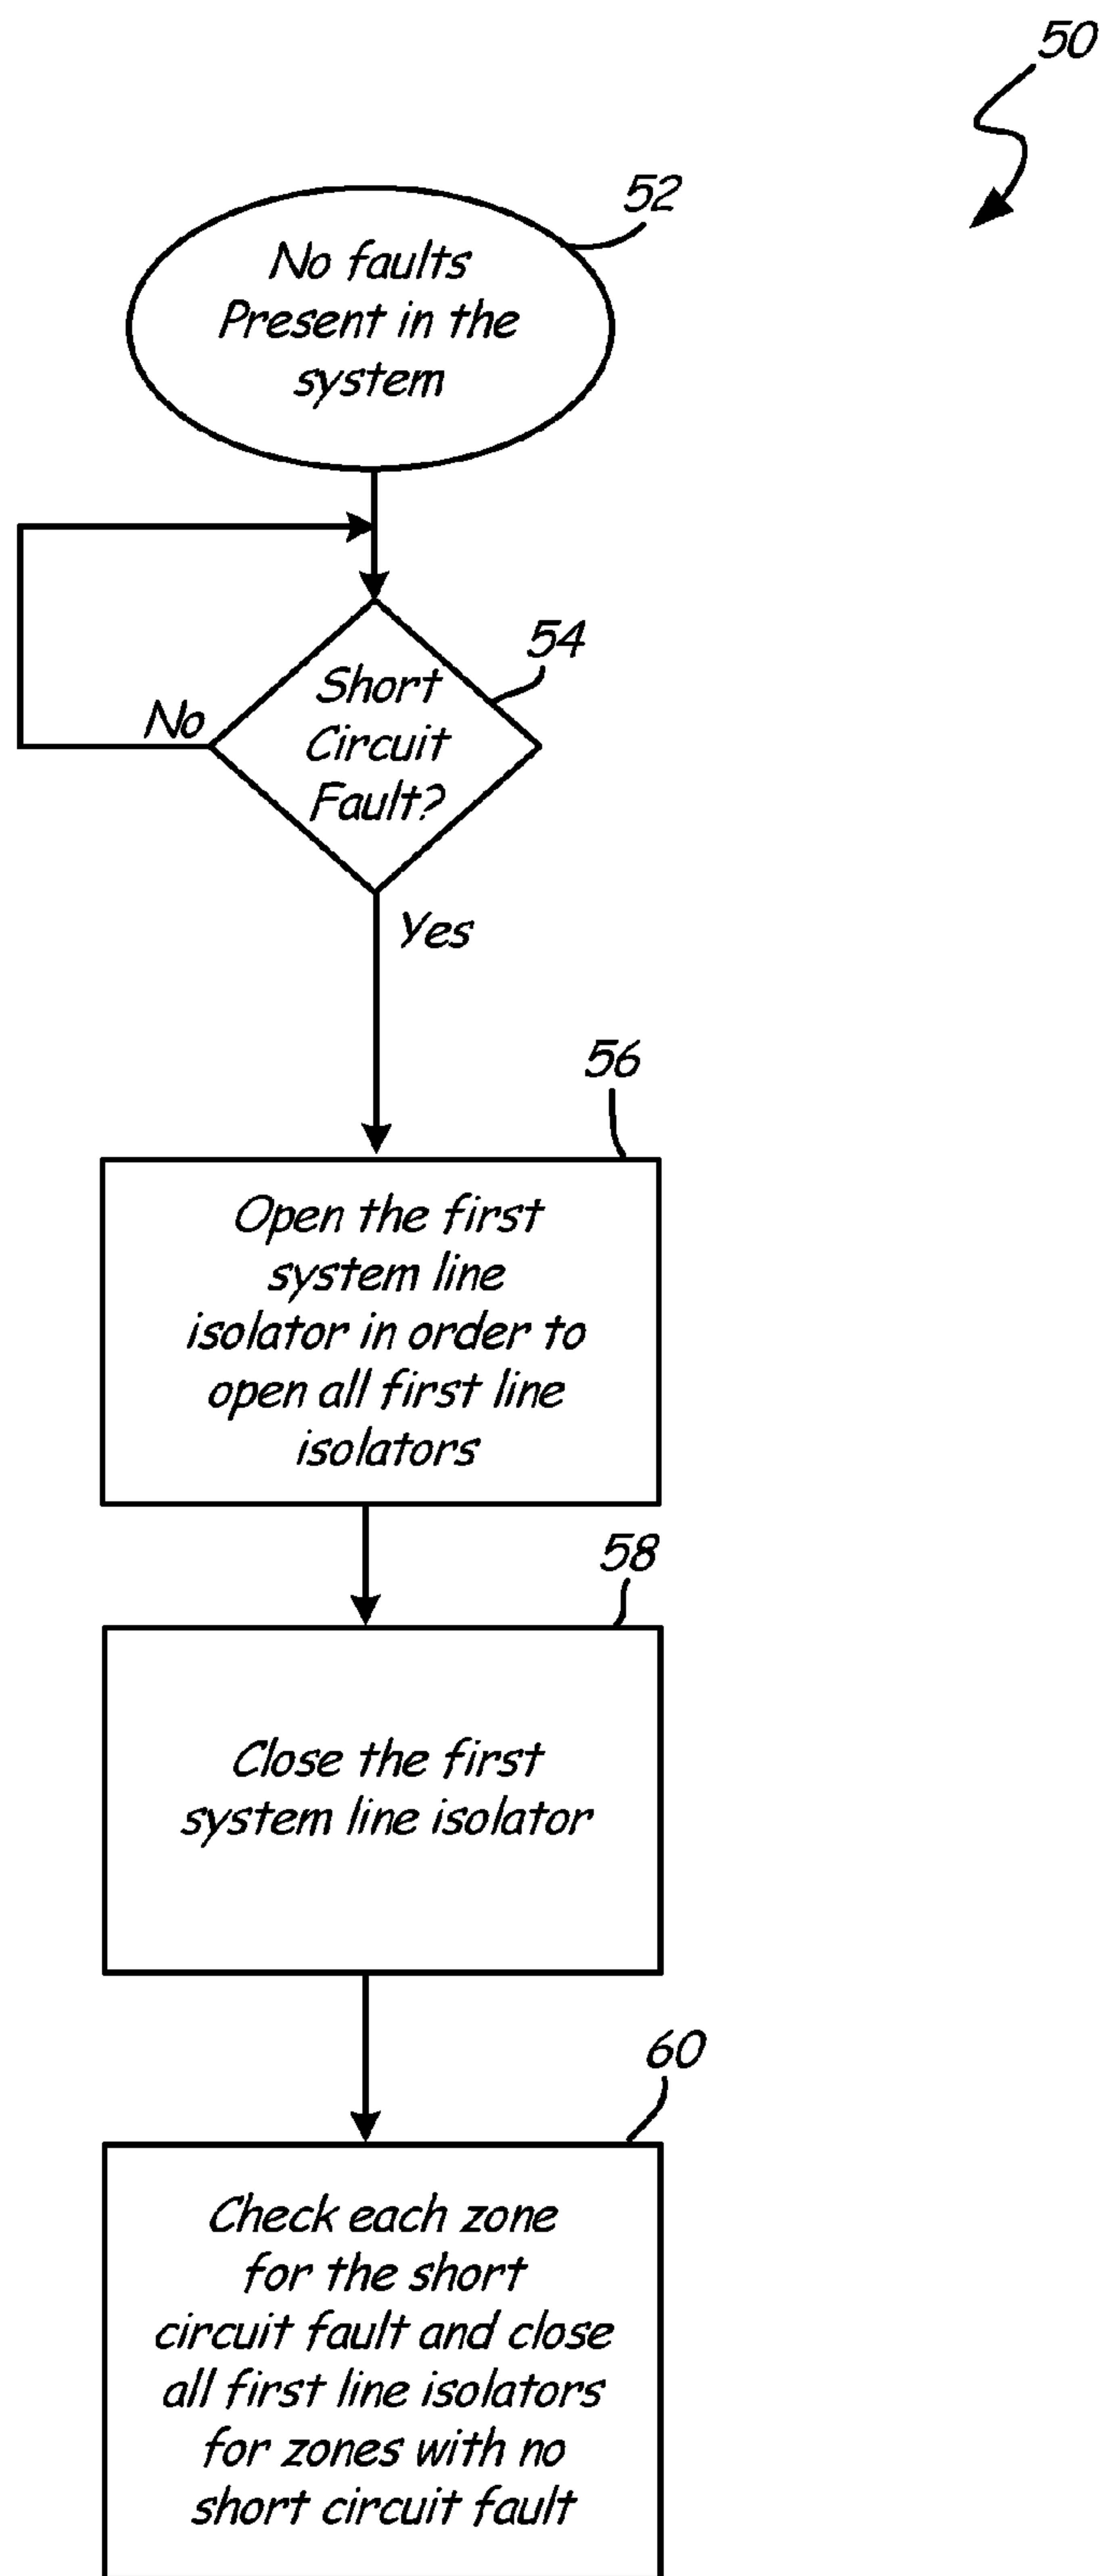 50
52
No faults
Present in the
system
54
Short
Circuit
Fault?
No
Yes
56
Open the first
system line
isolator in order to
open all first line
isolators
58
Close the first
system line isolator
60
Check each zone
for the short
circuit fault and close
all first line isolators
for zones with no
short circuit fault